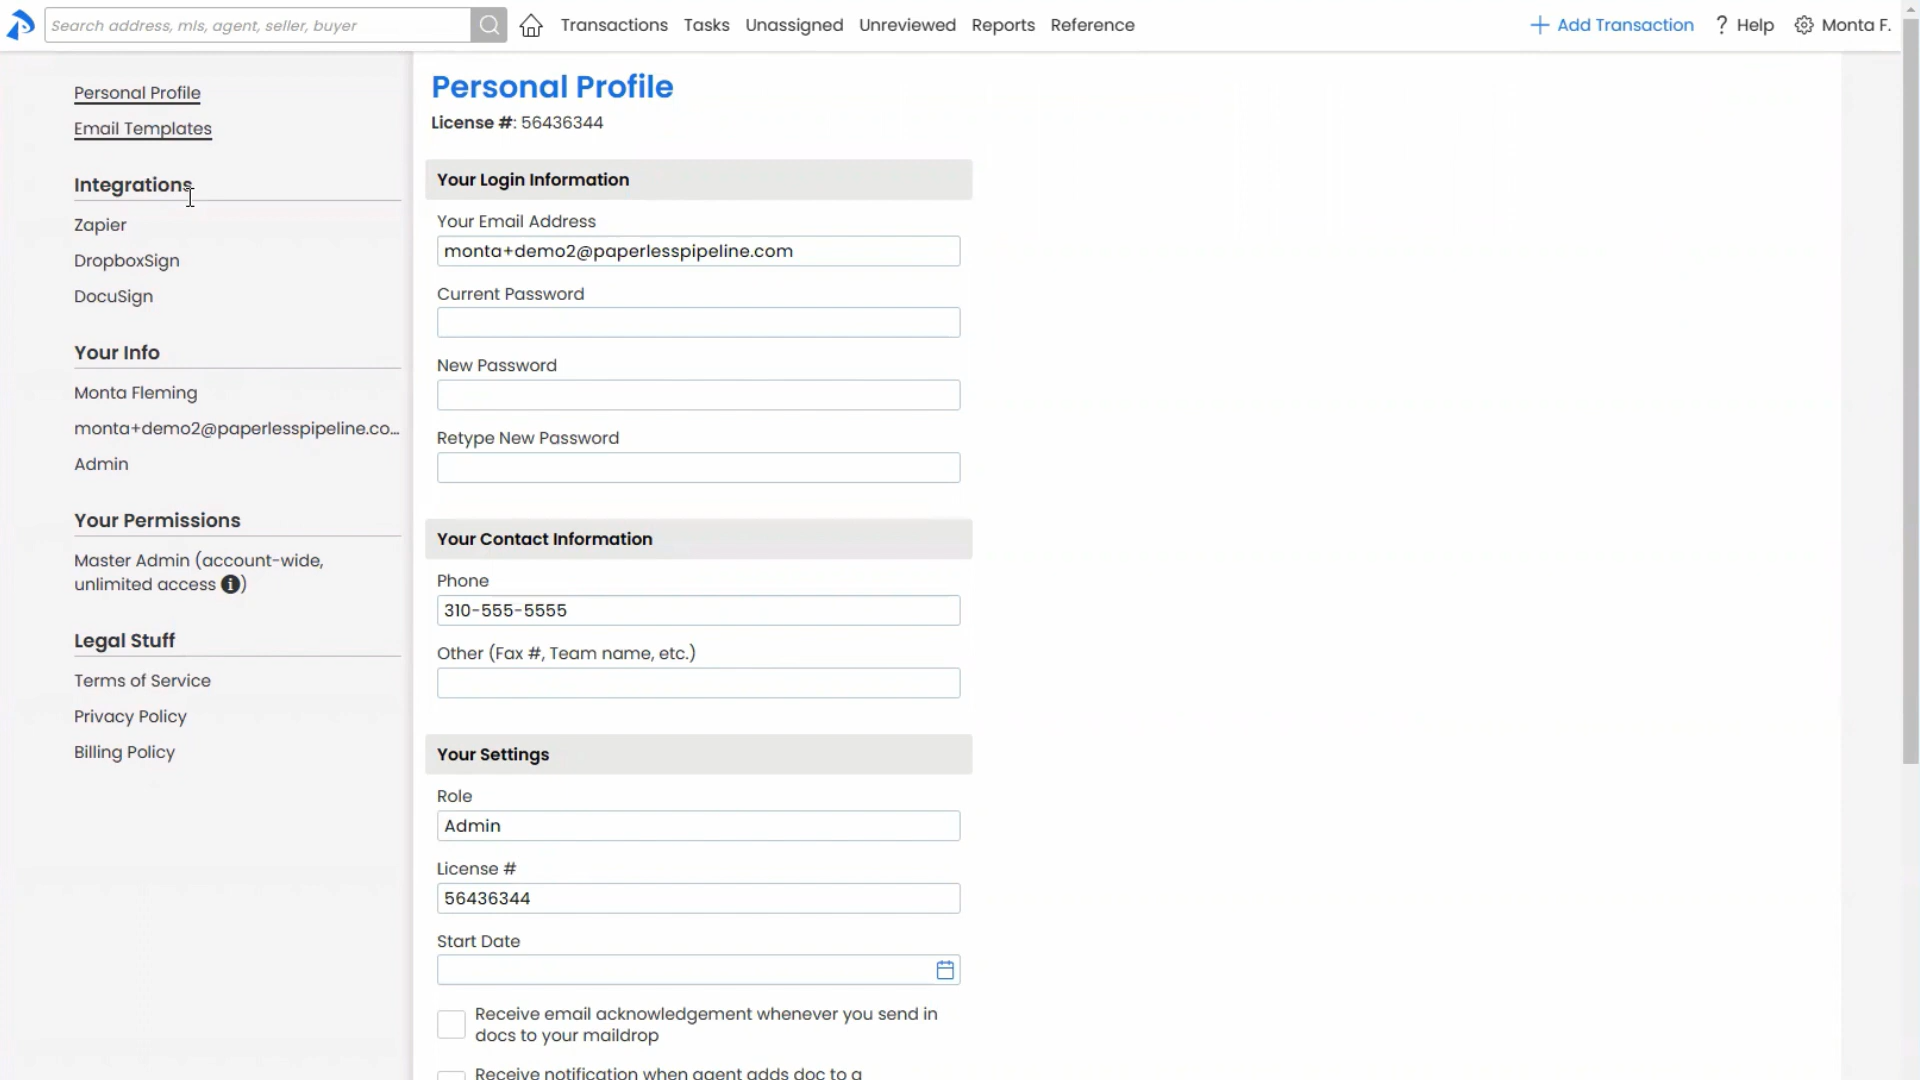 Search address, mls, agent, seller, buyer
Transactions Tasks Unassigned Unreviewed Reports Reference
Add Transaction ? Help Monta F.
Personal Profile
Email Templates
Integrations
Zapier
DropboxSign
DocuSign
Your Info
Monta Fleming
monta+demo2@paperlesspipeline.co...
Admin
Your Permissions
Master Admin (account-wide,
unlimited access i)
Legal Stuff
Terms of Service
Privacy Policy
Billing Policy
Personal Profile
License #: 56436344
Your Login Information
Your Email Address
monta+demo2@paperlesspipeline.com
Current Password
New Password
Retype New Password
Your Contact Information
Phone
310-555-5555
Other (Fax #, Team name, etc.)
Your Settings
Role
Admin
License #
56436344
Start Date
Receive email acknowledgement whenever you send in
docs to your maildrop
Receive notification when agent adds doc to a